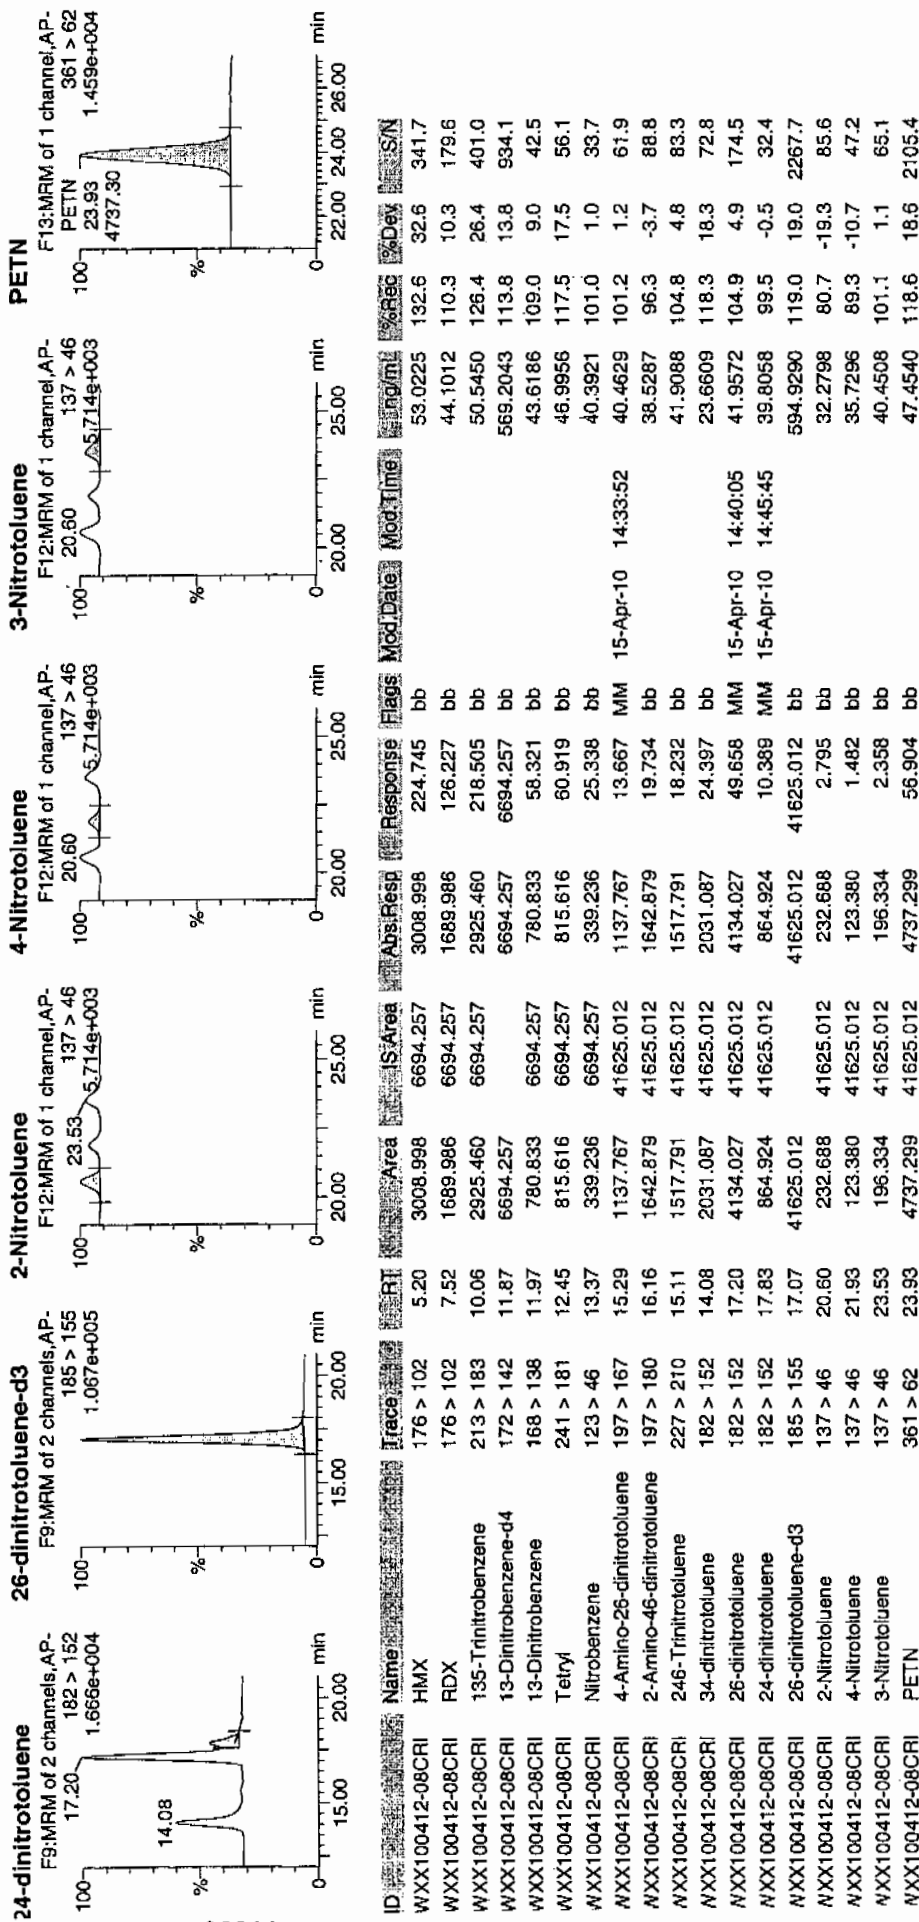 24-dinitrotoluene
F9:MRM of 2 channels,AP-
182 > 152
1.666e+004
17.20
14.08
100
%
0
15.00
20.00
min
26-dinitrotoluene-d3
F9:MRM of 2 channels,AP-
185 > 155
1.067e+005
100
%
0
15.00
20.00
min
2-Nitrotoluene
F12:MRM of 1 channel,AP-
137 > 46
5.714e+003
23.53
100
%
0
20.00
25.00
min
4-Nitrotoluene
F12:MRM of 1 channel,AP-
137 > 46
5.714e+003
20.60
100
%
0
20.00
25.00
min
3-Nitrotoluene
F12:MRM of 1 channel,AP-
137 > 46
5.714e+003
20.60
100
%
0
20.00
25.00
min
PETN
F13:MRM of 1 channel,AP-
361 > 62
1.459e+004
PETN
23.93
4737.30
100
%
0
22.00
24.00
26.00
min
ID Name Trace RT Area IS Area Abs.Resp Response Flags Mod.Date Mod.Time ng/mL %Rec %Dev S/N
WXX100412-08CRI HMX 176 > 102 5.20 3008.998 6694.257 3008.998 224.745 bb 53.0225 132.6 32.6 341.7
WXX100412-08CRI RDX 176 > 102 7.52 1689.986 6694.257 1689.986 126.227 bb 44.1012 110.3 10.3 179.6
WXX100412-08CRI 135-Trinitrobenzene 213 > 183 10.06 2925.460 6694.257 2925.460 218.505 bb 50.5450 126.4 26.4 401.0
WXX100412-08CRI 13-Dinitrobenzene-d4 172 > 142 11.87 6694.257 6694.257 6694.257 bb 569.2043 113.8 13.8 934.1
WXX100412-08CRI 13-Dinitrobenzene 168 > 138 11.97 780.833 6694.257 780.833 58.321 bb 43.6186 109.0 9.0 42.5
WXX100412-08CRI Tetryl 241 > 181 12.45 815.616 6694.257 815.616 60.919 bb 46.9956 117.5 17.5 56.1
WXX100412-08CRI Nitrobenzene 123 > 46 13.37 339.236 6694.257 339.236 25.338 bb 40.3921 101.0 1.0 33.7
WXX100412-08CRI 4-Amino-26-dinitrotoluene 197 > 167 15.29 1137.767 41625.012 1137.767 13.667 MM 15-Apr-10 14:33:52 40.4629 101.2 1.2 61.9
WXX100412-08CRI 2-Amino-46-dinitrotoluene 197 > 180 16.16 1642.879 41625.012 1642.879 19.734 bb 38.5287 96.3 -3.7 88.8
WXX100412-08CRI 246-Trinitrotoluene 227 > 210 15.11 1517.791 41625.012 1517.791 18.232 bb 41.9088 104.8 4.8 83.3
WXX100412-08CRI 34-dinitrotoluene 182 > 152 14.08 2031.087 41625.012 2031.087 24.397 bb 23.6609 118.3 18.3 72.8
WXX100412-08CRI 26-dinitrotoluene 182 > 152 17.20 4134.027 41625.012 4134.027 49.658 MM 15-Apr-10 14:40:05 41.9572 104.9 4.9 174.5
WXX100412-08CRI 24-dinitrotoluene 182 > 152 17.83 864.924 41625.012 864.924 10.389 MM 15-Apr-10 14:45:45 39.8058 99.5 -0.5 32.4
WXX100412-08CRI 26-dinitrotoluene-d3 185 > 155 17.07 41625.012 41625.012 41625.012 bb 594.9290 119.0 19.0 2267.7
WXX100412-08CRI 2-Nitrotoluene 137 > 46 20.60 232.688 41625.012 232.688 2.795 bb 32.2798 80.7 -19.3 85.6
WXX100412-08CRI 4-Nitrotoluene 137 > 46 21.93 123.380 41625.012 123.380 1.482 bb 35.7296 89.3 -10.7 47.2
WXX100412-08CRI 3-Nitrotoluene 137 > 46 23.53 196.334 41625.012 196.334 2.358 bb 40.4508 101.1 1.1 65.1
WXX100412-08CRI PETN 361 > 62 23.93 4737.299 41625.012 4737.299 56.904 bb 47.4540 118.6 18.6 2105.4